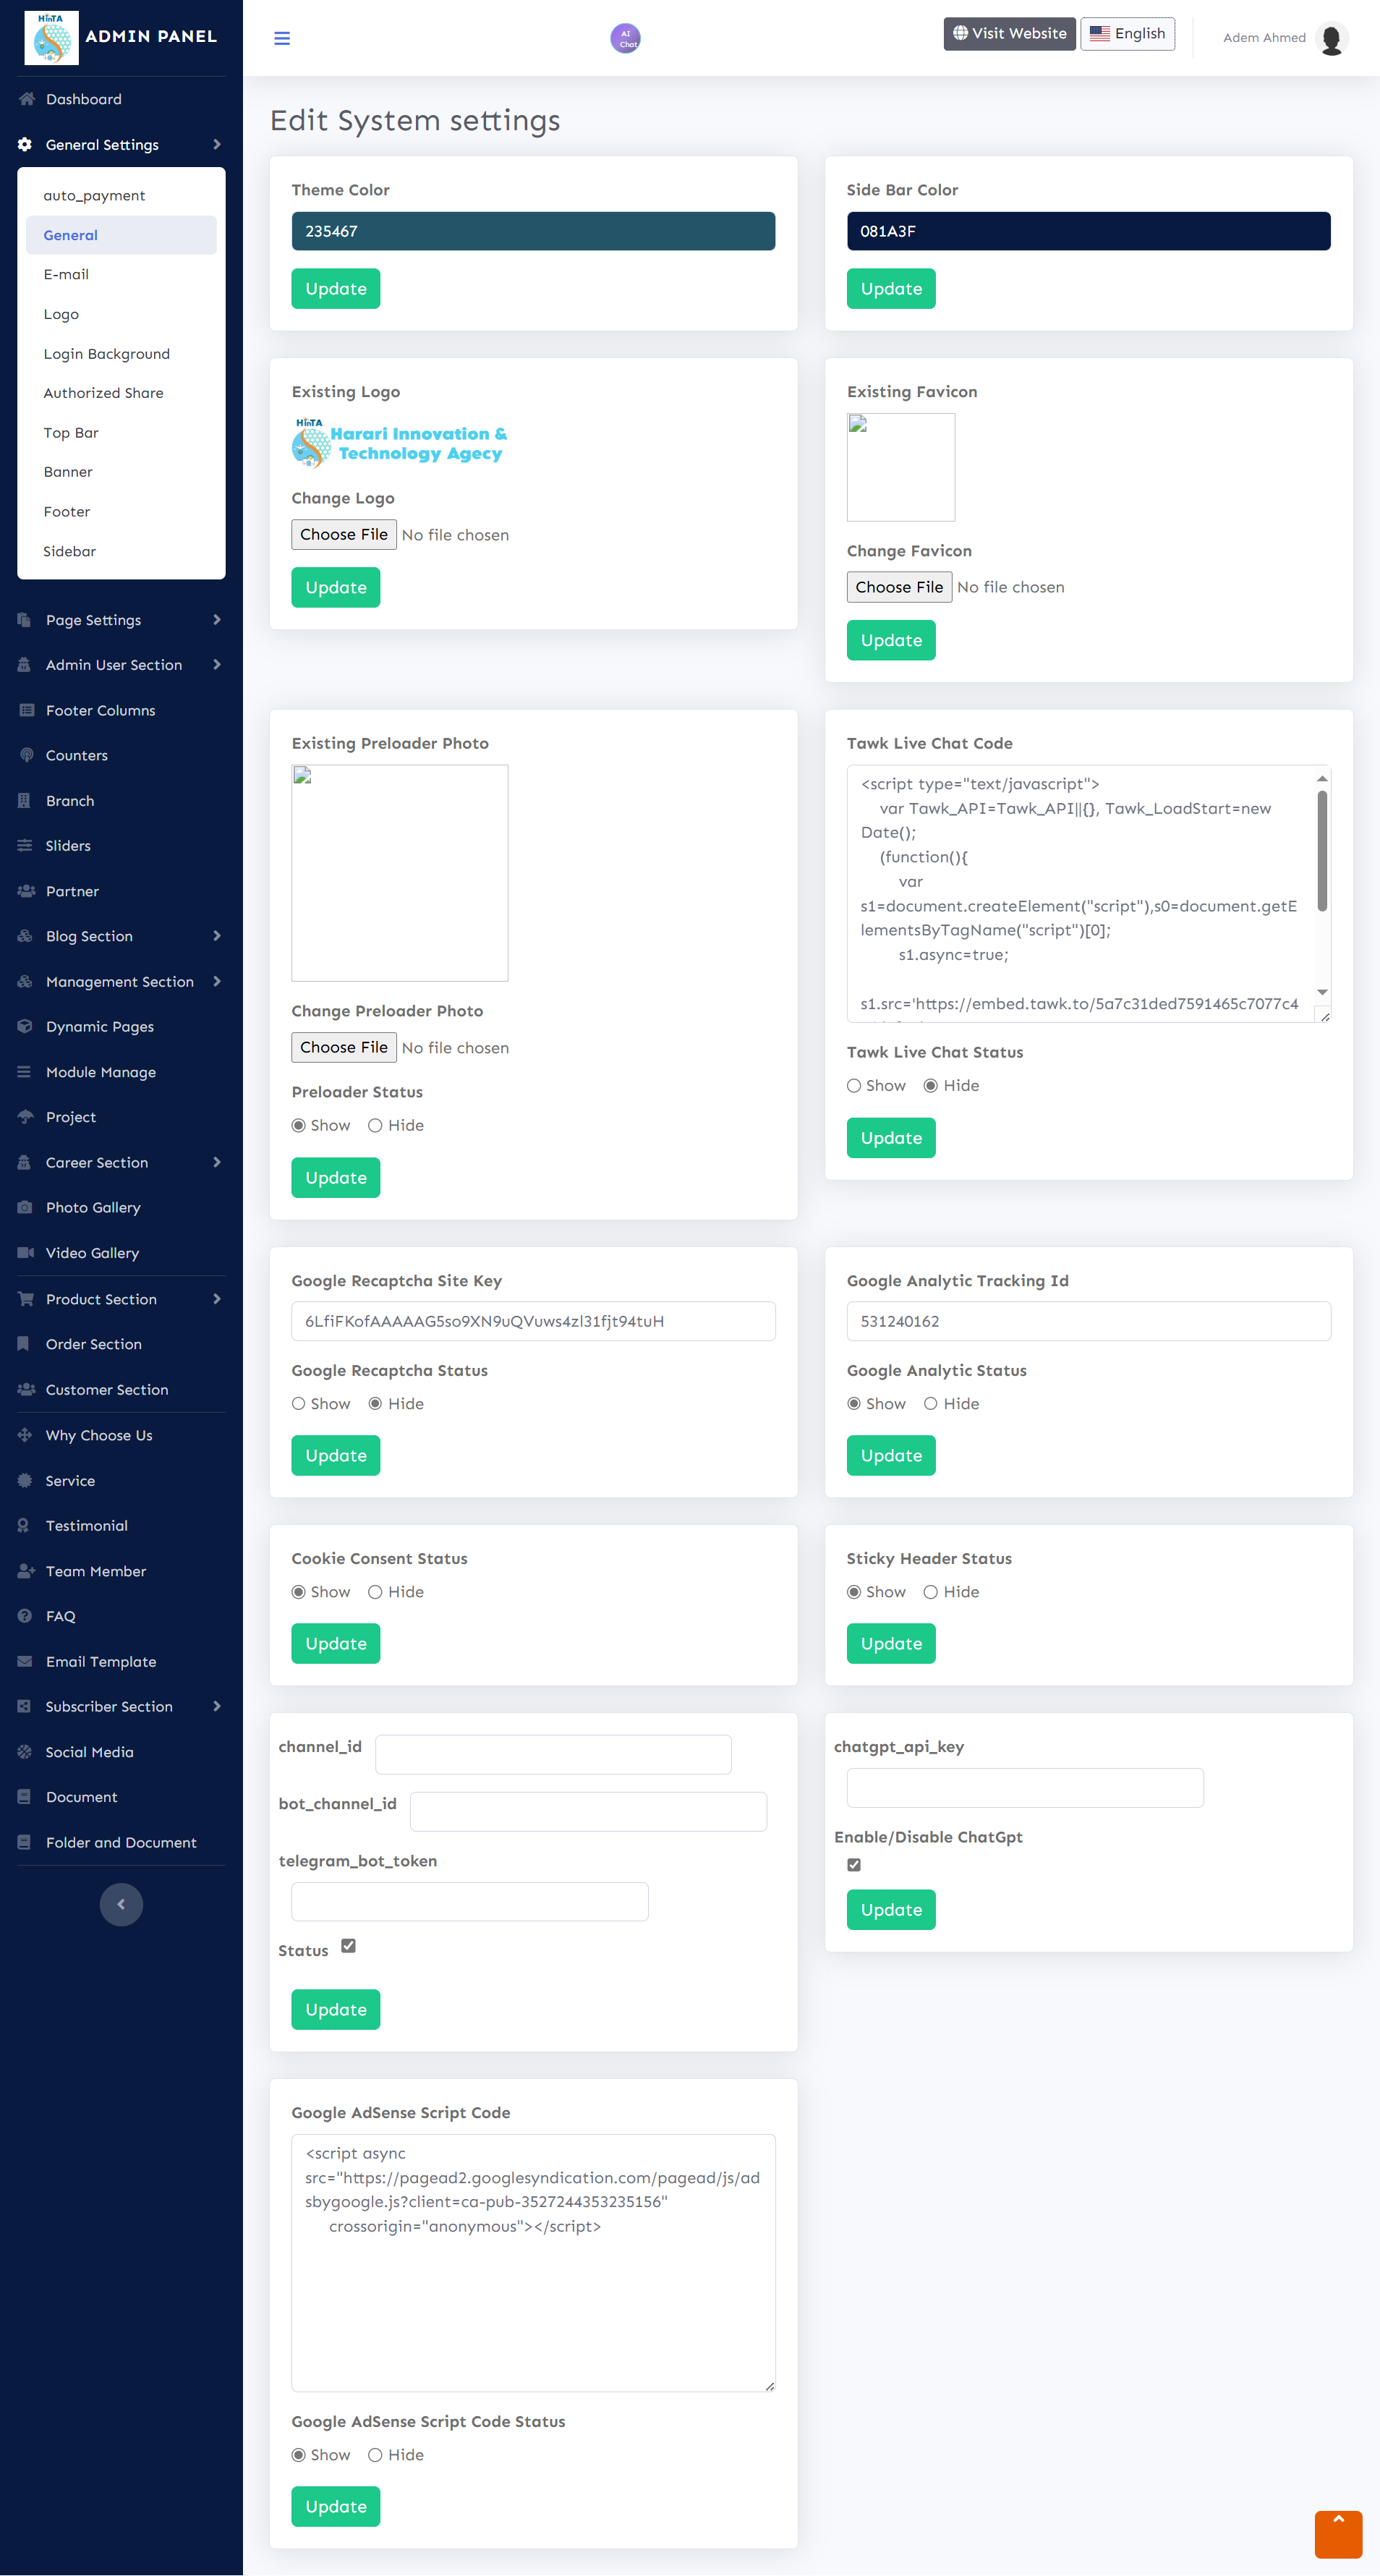 HinTA
ADMIN PANEL
AI
Chat
Visit Website
English
Adem Ahmed
Dashboard
General Settings
auto_payment
General
E-mail
Logo
Login Background
Authorized Share
Top Bar
Banner
Footer
Sidebar
Page Settings
Admin User Section
Footer Columns
Counters
Branch
Sliders
Partner
Blog Section
Management Section
Dynamic Pages
Module Manage
Project
Career Section
Photo Gallery
Video Gallery
Product Section
Order Section
Customer Section
Why Choose Us
Service
Testimonial
Team Member
FAQ
Email Template
Subscriber Section
Social Media
Document
Folder and Document
Edit System settings
Theme Color
235467
Update
Side Bar Color
081A3F
Update
Existing Logo
HinTA
Harari Innovation &
Technology Agecy
Change Logo
Choose File No file chosen
Update
Existing Favicon
Change Favicon
Choose File No file chosen
Update
Existing Preloader Photo
Change Preloader Photo
Choose File No file chosen
Preloader Status
Show Hide
Update
Tawk Live Chat Code
<script type="text/javascript">
var Tawk_API=Tawk_API||{}, Tawk_LoadStart=new
Date();
(function(){
var
s1=document.createElement("script"),s0=document.getE
lementsByTagName("script")[0];
s1.async=true;
s1.src='https://embed.tawk.to/5a7c31ded7591465c7077c4
Tawk Live Chat Status
Show Hide
Update
Google Recaptcha Site Key
6LfiFKofAAAAAG5so9XN9uQVuws4zl31fjt94tuH
Google Recaptcha Status
Show Hide
Update
Google Analytic Tracking Id
531240162
Google Analytic Status
Show Hide
Update
Cookie Consent Status
Show Hide
Update
Sticky Header Status
Show Hide
Update
channel_id
bot_channel_id
telegram_bot_token
Status
Update
chatgpt_api_key
Enable/Disable ChatGpt
Update
Google AdSense Script Code
<script async
src="https://pagead2.googlesyndication.com/pagead/js/ad
sbygoogle.js?client=ca-pub-3527244353235156"
crossorigin="anonymous"></script>
Google AdSense Script Code Status
Show Hide
Update